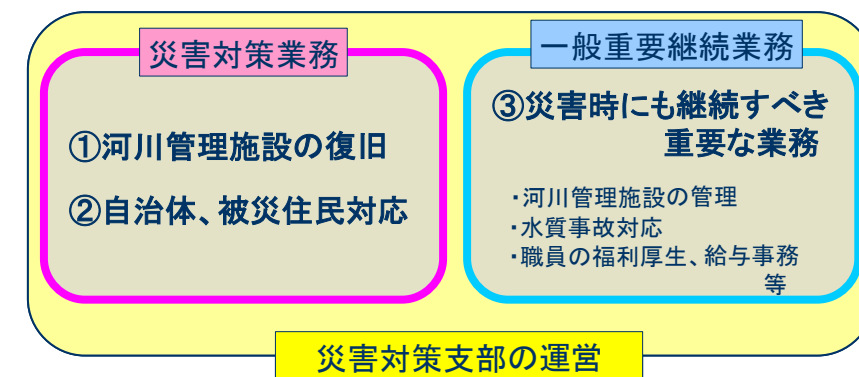 災害対策業務
①河川管理施設の復旧
②自治体、被災住民対応
一般重要継続業務
③災害時にも継続すべき
重要な業務
・河川管理施設の管理
・水質事故対応
・職員の福利厚生、給与事務
等
災害対策支部の運営